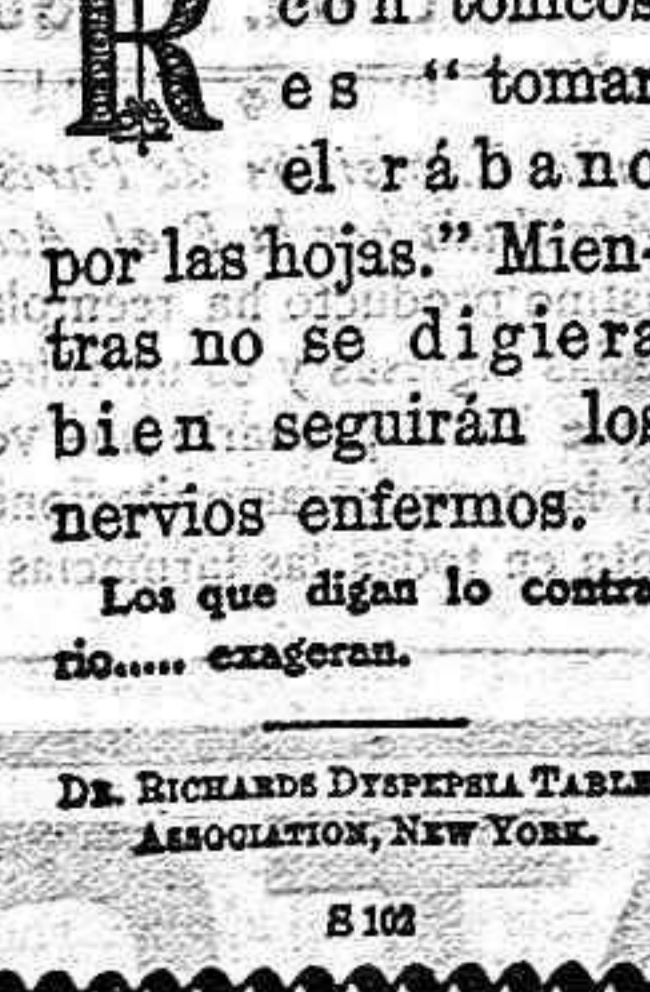 R con tónicos
es "tomar
el rábano
por las hojas." Mien-
tras no se digiera
bien seguirán los
nervios enfermos.
Los que digan lo contra
rio..... exageran.
DR. RICHARDS DYSPEPSIA TABLE
ASSOCIATION, NEW YORK.
S 102